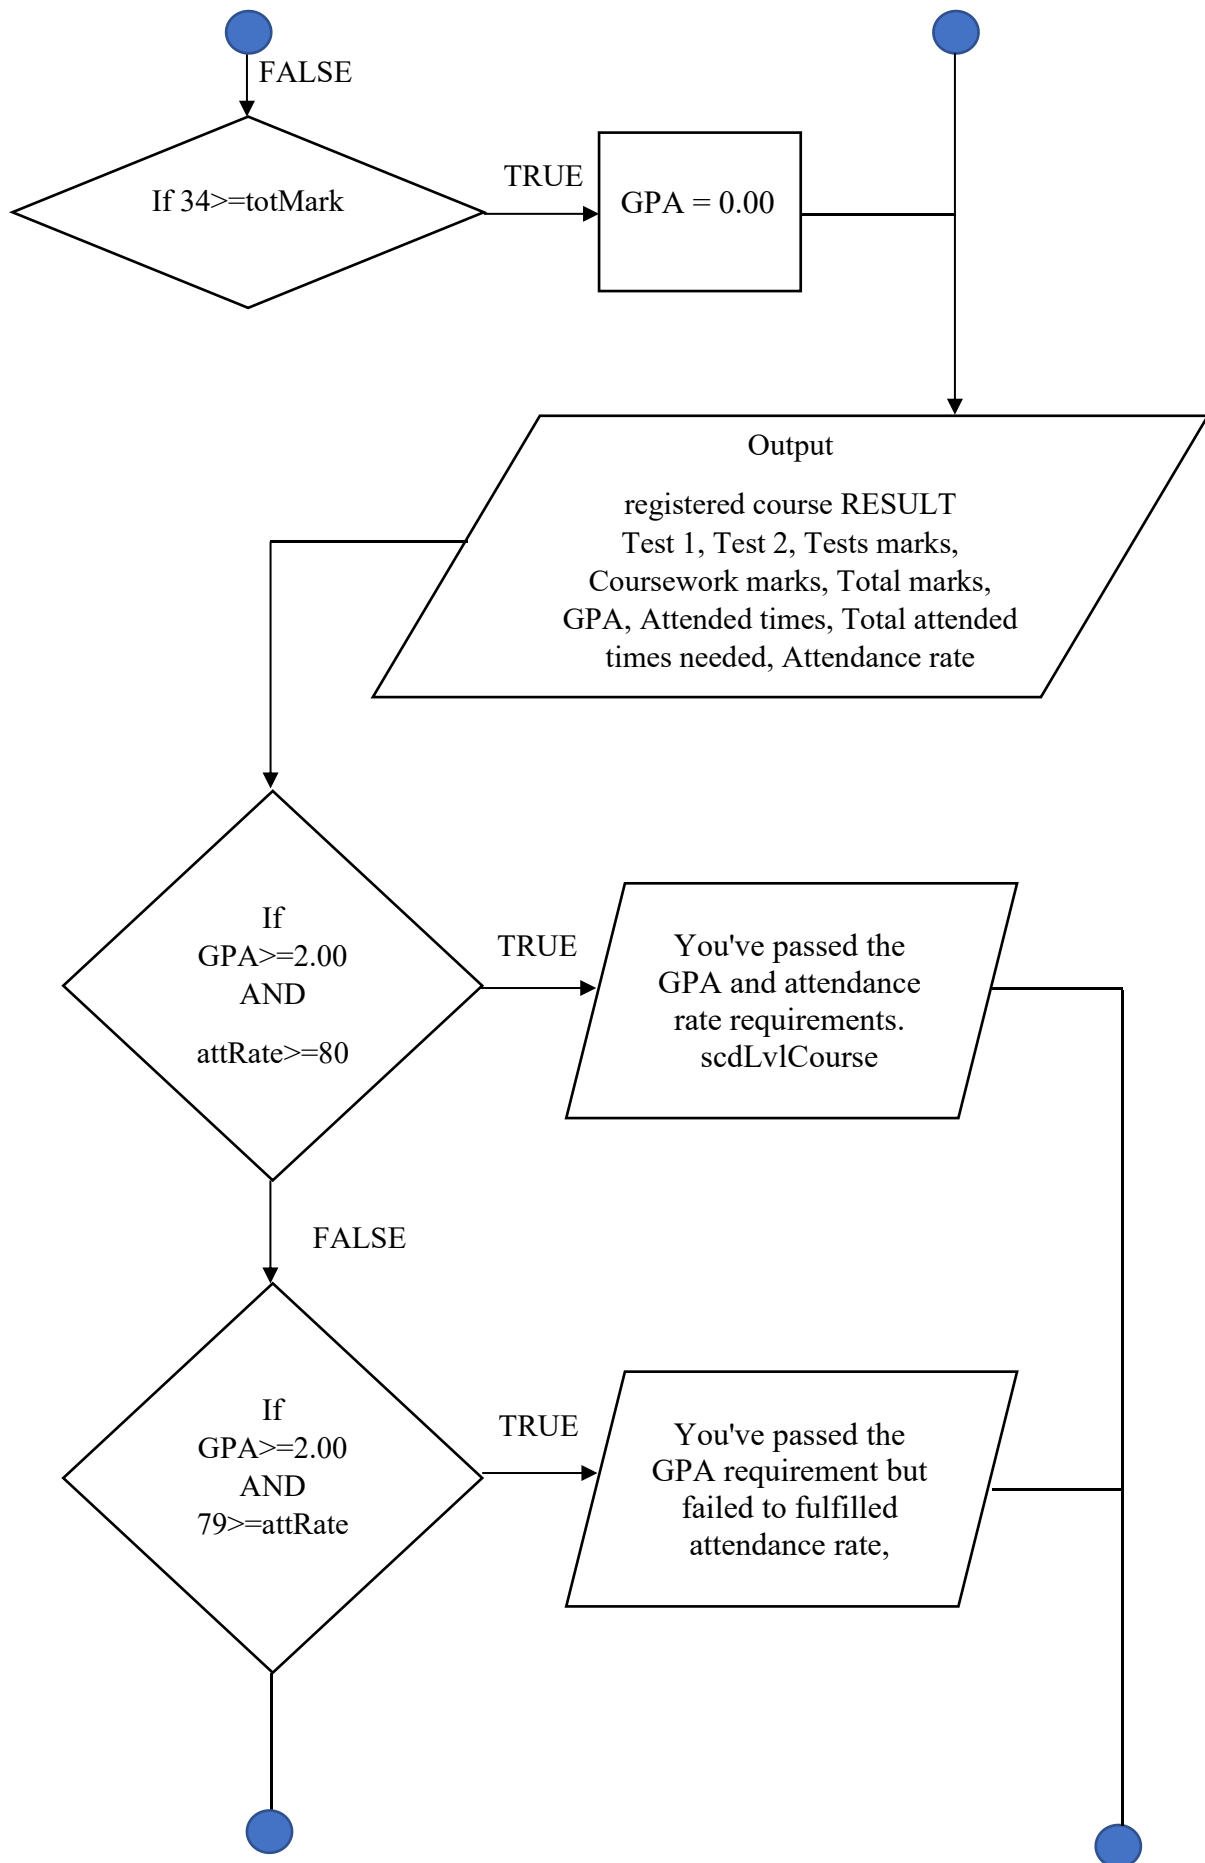 FALSE
If 34>=totMark
TRUE
GPA = 0.00
Output
registered course RESULT
Test 1, Test 2, Tests marks,
Coursework marks, Total marks,
GPA, Attended times, Total attended
times needed, Attendance rate
If
GPA>=2.00
AND
attRate>=80
TRUE
You've passed the
GPA and attendance
rate requirements.
scdLvlCourse
FALSE
If
GPA>=2.00
AND
79>=attRate
TRUE
You've passed the
GPA requirement but
failed to fulfilled
attendance rate,